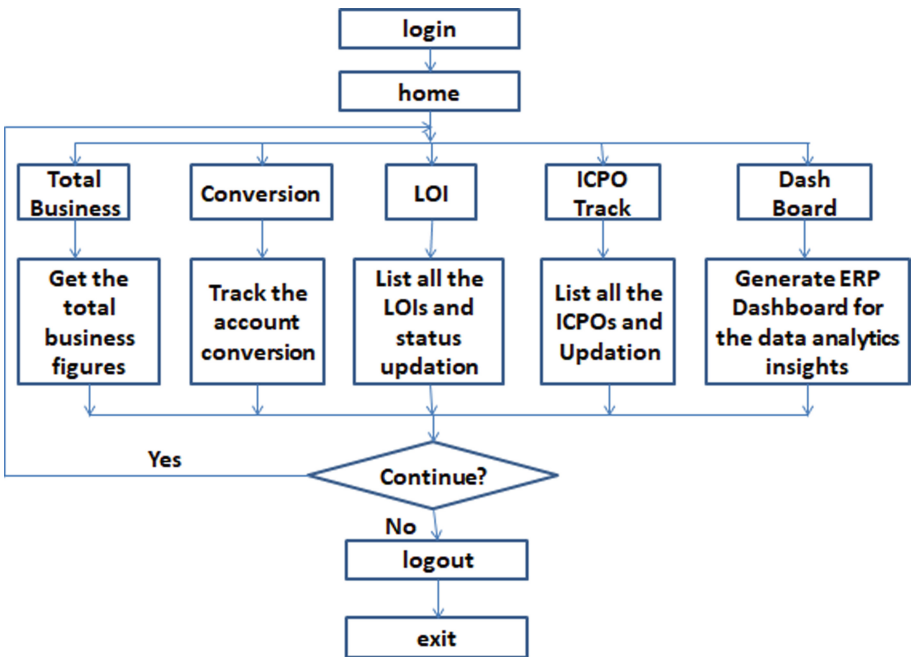 login
home
Total
Business
Conversion
LOI
ICPO
Track
Dash
Board
Get the
total
business
figures
Track the
account
conversion
List all the
LOIs and
status
updation
List all the
ICPOs and
Updation
Generate ERP
Dashboard for
the data analytics
insights
Yes
Continue?
No
logout
exit